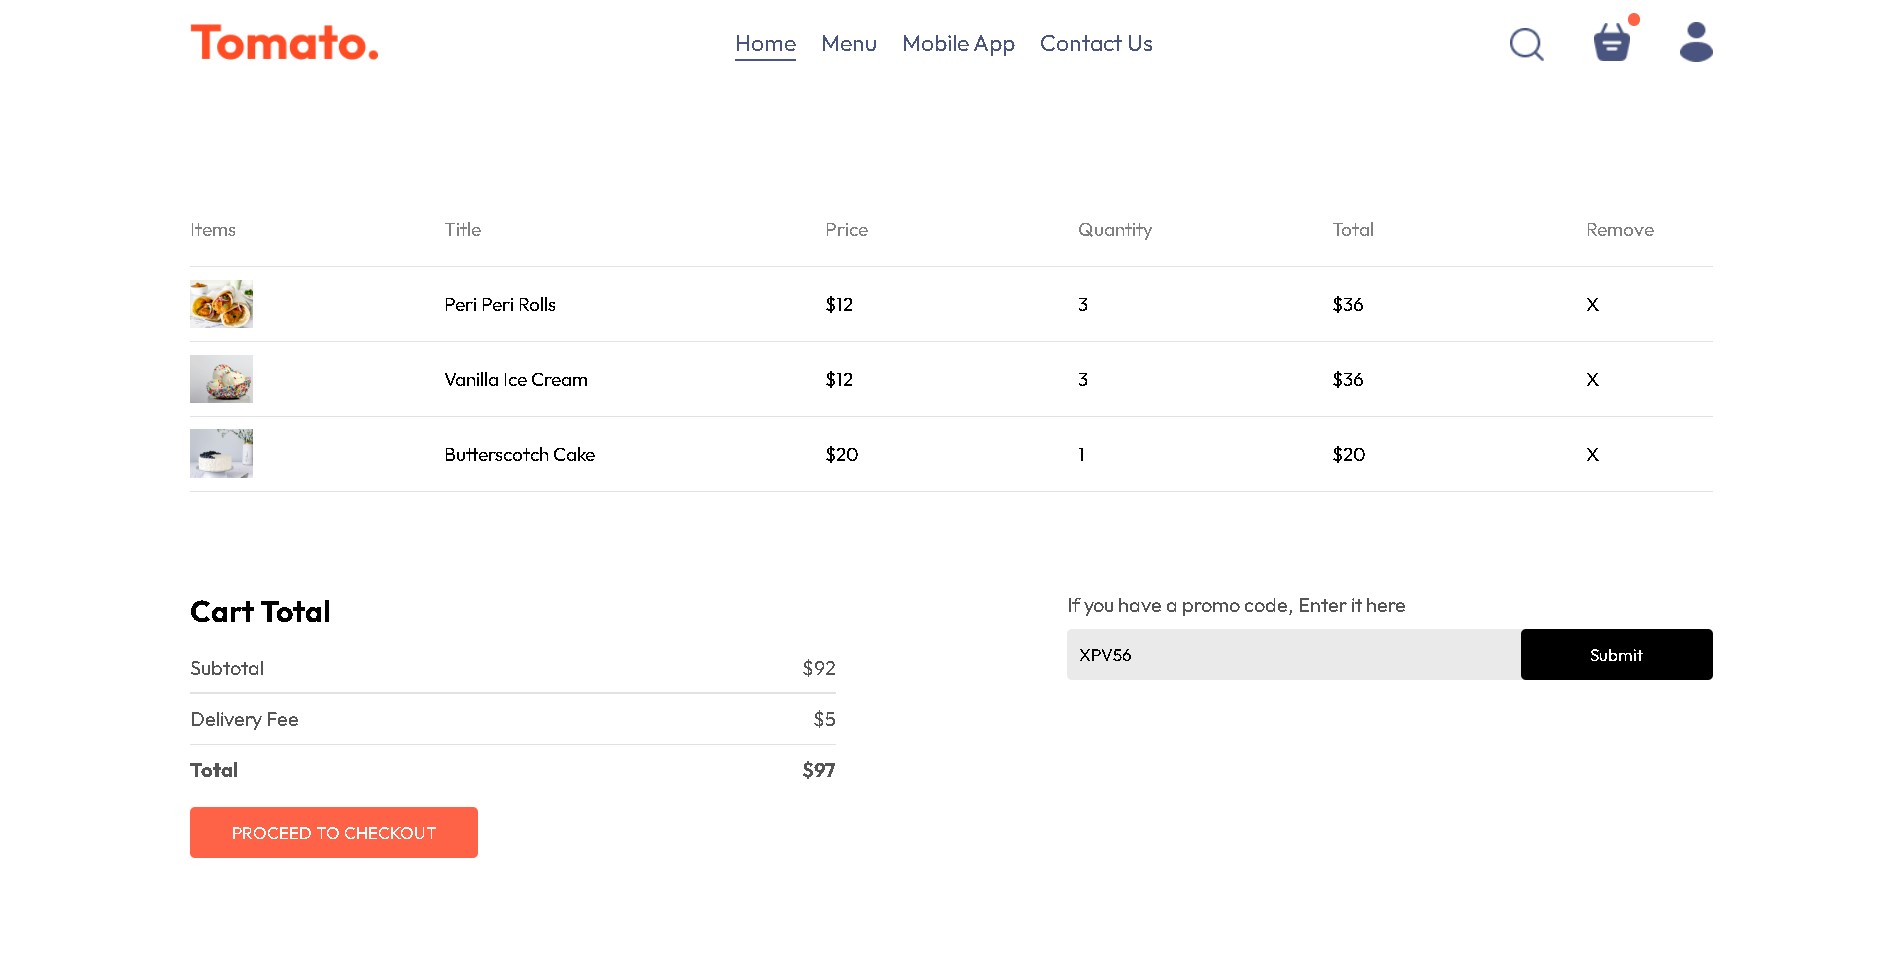 Tomato.
Home Menu Mobile App Contact Us
Items Title Price Quantity Total Remove
Peri Peri Rolls $12 3 $36 X
Vanilla Ice Cream $12 3 $36 X
Butterscotch Cake $20 1 $20 X
Cart Total
Subtotal $92
Delivery Fee $5
Total $97
PROCEED TO CHECKOUT
If you have a promo code, Enter it here
XPV56 Submit